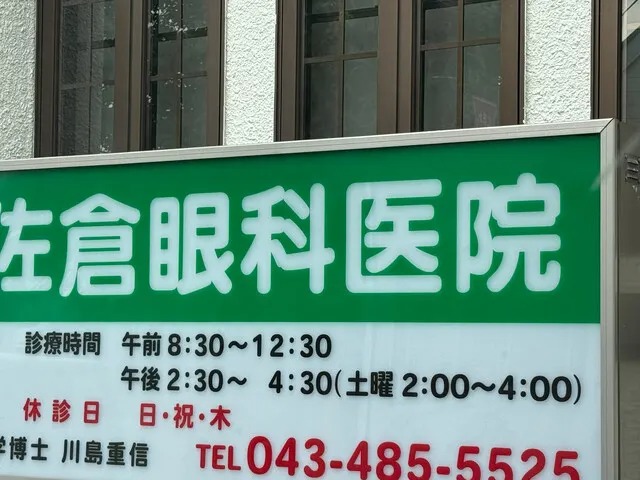 佐倉眼科医院
診療時間 午前 8:30～12:30
午後 2:30～ 4:30(土曜 2:00～4:00)
休診日 日・祝・木
学博士 川島重信 TEL 043-485-5525